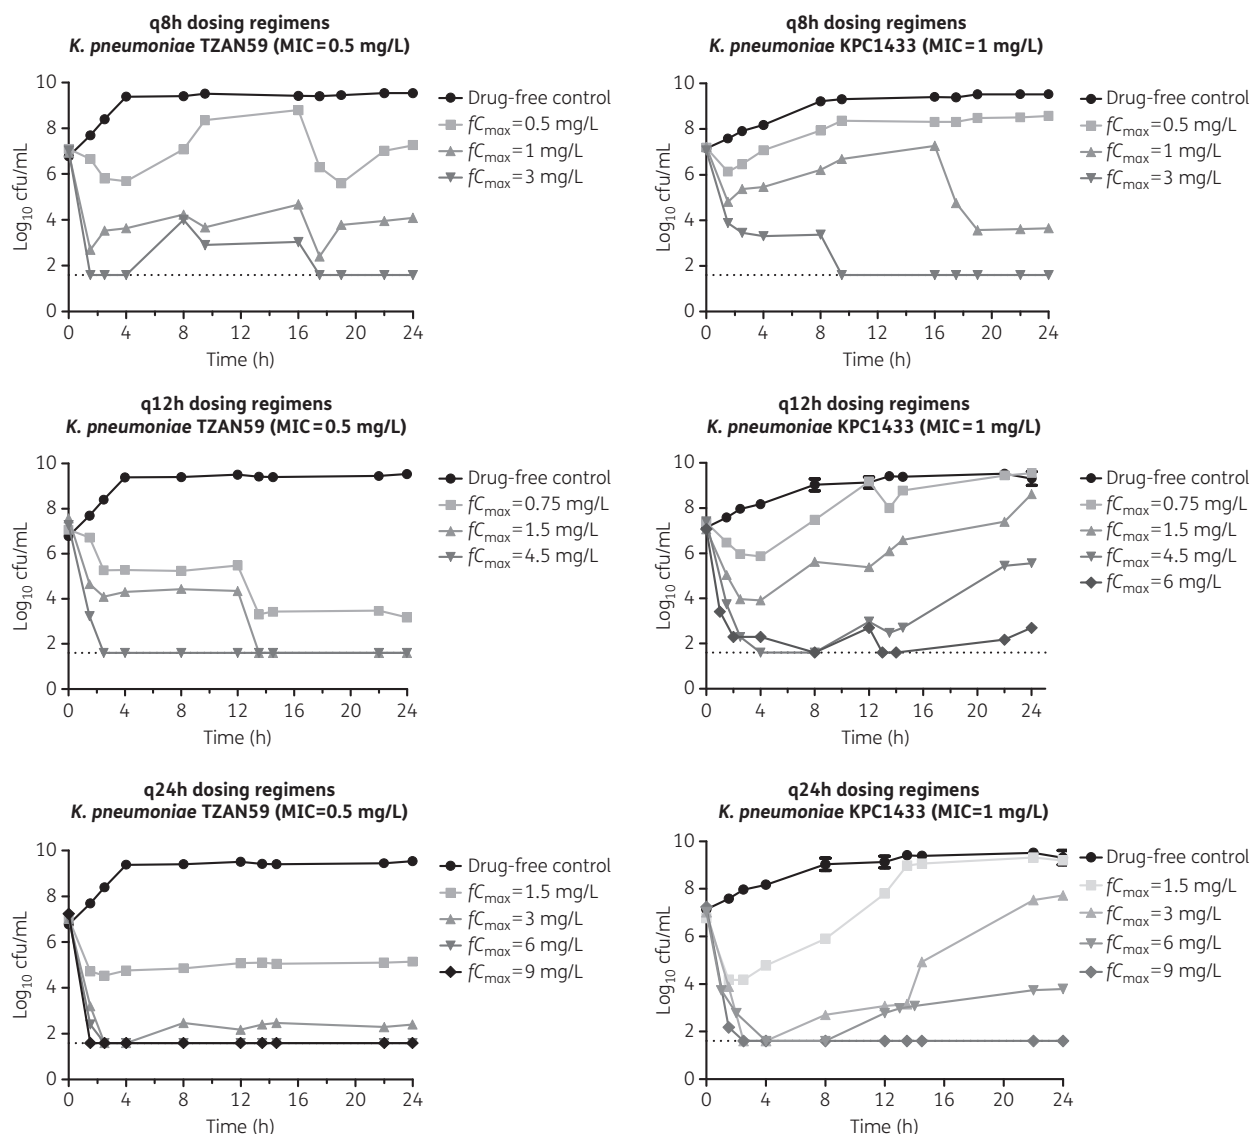 q8h dosing regimens
K. pneumoniae TZAN59 (MIC=0.5 mg/L)
10
8
6
4
2
0
Log10 cfu/mL
0 4 8 12 16 20 24
Time (h)
Drug-free control
fCmax=0.5 mg/L
fCmax=1 mg/L
fCmax=3 mg/L
q8h dosing regimens
K. pneumoniae KPC1433 (MIC=1 mg/L)
10
8
6
4
2
0
Log10 cfu/mL
0 4 8 12 16 20 24
Time (h)
Drug-free control
fCmax=0.5 mg/L
fCmax=1 mg/L
fCmax=3 mg/L
q12h dosing regimens
K. pneumoniae TZAN59 (MIC=0.5 mg/L)
10
8
6
4
2
0
Log10 cfu/mL
0 4 8 12 16 20 24
Time (h)
Drug-free control
fCmax=0.75 mg/L
fCmax=1.5 mg/L
fCmax=4.5 mg/L
q12h dosing regimens
K. pneumoniae KPC1433 (MIC=1 mg/L)
10
8
6
4
2
0
Log10 cfu/mL
0 4 8 12 16 20 24
Time (h)
Drug-free control
fCmax=0.75 mg/L
fCmax=1.5 mg/L
fCmax=4.5 mg/L
fCmax=6 mg/L
q24h dosing regimens
K. pneumoniae TZAN59 (MIC=0.5 mg/L)
10
8
6
4
2
0
Log10 cfu/mL
0 4 8 12 16 20 24
Time (h)
Drug-free control
fCmax=1.5 mg/L
fCmax=3 mg/L
fCmax=6 mg/L
fCmax=9 mg/L
q24h dosing regimens
K. pneumoniae KPC1433 (MIC=1 mg/L)
10
8
6
4
2
0
Log10 cfu/mL
0 4 8 12 16 20 24
Time (h)
Drug-free control
fCmax=1.5 mg/L
fCmax=3 mg/L
fCmax=6 mg/L
fCmax=9 mg/L